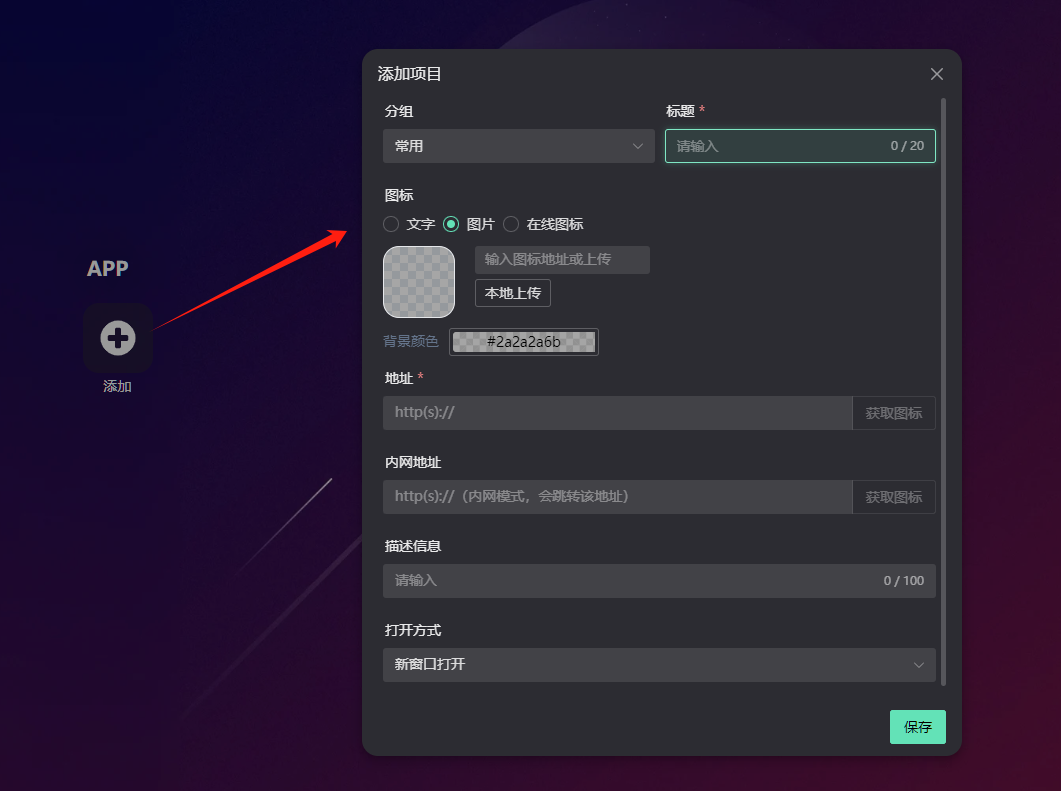 APP
添加
添加项目
分组
标题 *
常用
请输入 0 / 20
图标
文字 图片 在线图标
输入图标地址或上传
本地上传
背景颜色 #2a2a2a6b
地址 *
http(s):// 获取图标
内网地址
http(s)://（内网模式，会跳转该地址） 获取图标
描述信息
请输入 0 / 100
打开方式
新窗口打开
保存